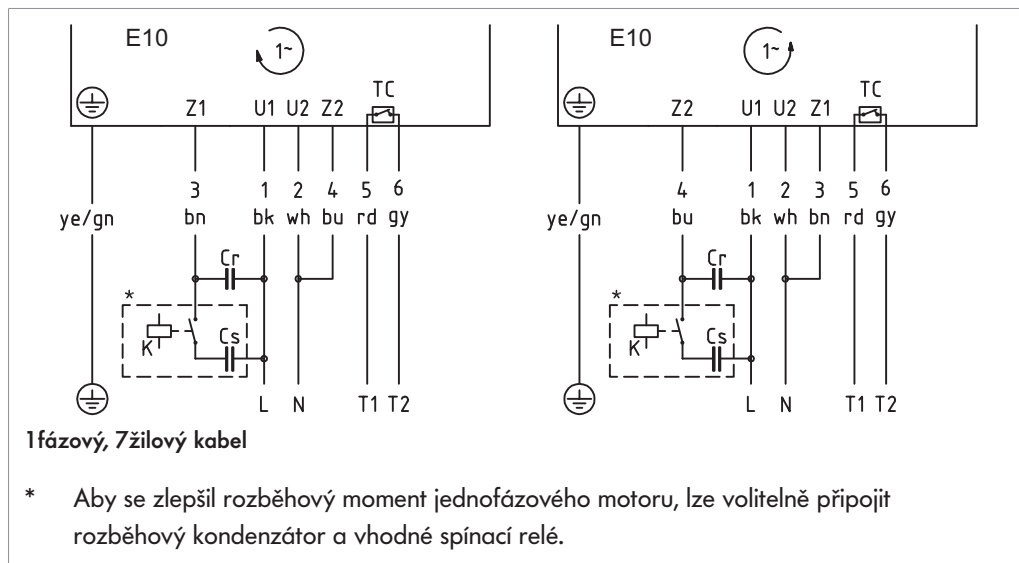 E10 1~ E10 1~
TC TC
Z1 U1 U2 Z2 Z2 U1 U2 Z1
3 1 2 4 5 6 4 1 2 3 5 6
ye/gn bn bk wh bu rd gy ye/gn bu bk wh bn rd gy
Cr Cr
* *
K Cs K Cs
L N T1 T2 L N T1 T2
1fázový, 7žilový kabel
* Aby se zlepšil rozběhový moment jednofázového motoru, lze volitelně připojit
rozběhový kondenzátor a vhodné spínací relé.